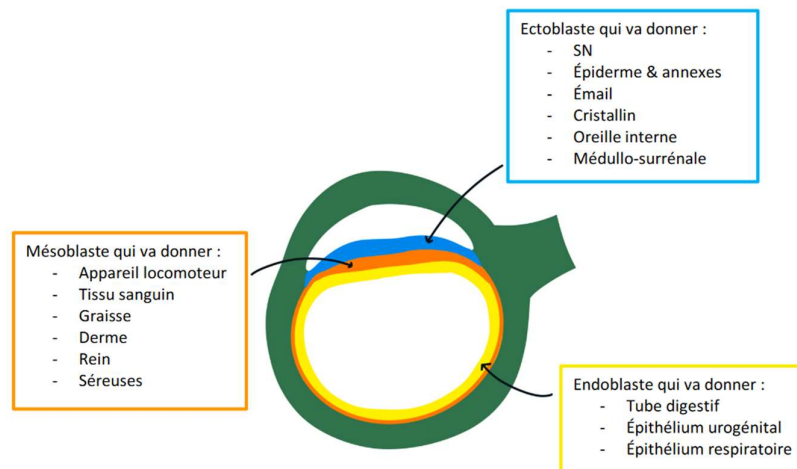 Ectoblaste qui va donner :
- SN
- Épiderme & annexes
- Émail
- Cristallin
- Oreille interne
- Médullo-surrénale
Mésoblaste qui va donner :
- Appareil locomoteur
- Tissu sanguin
- Graisse
- Derme
- Rein
- Séreuses
Endoblaste qui va donner :
- Tube digestif
- Épithélium urogénital
- Épithélium respiratoire